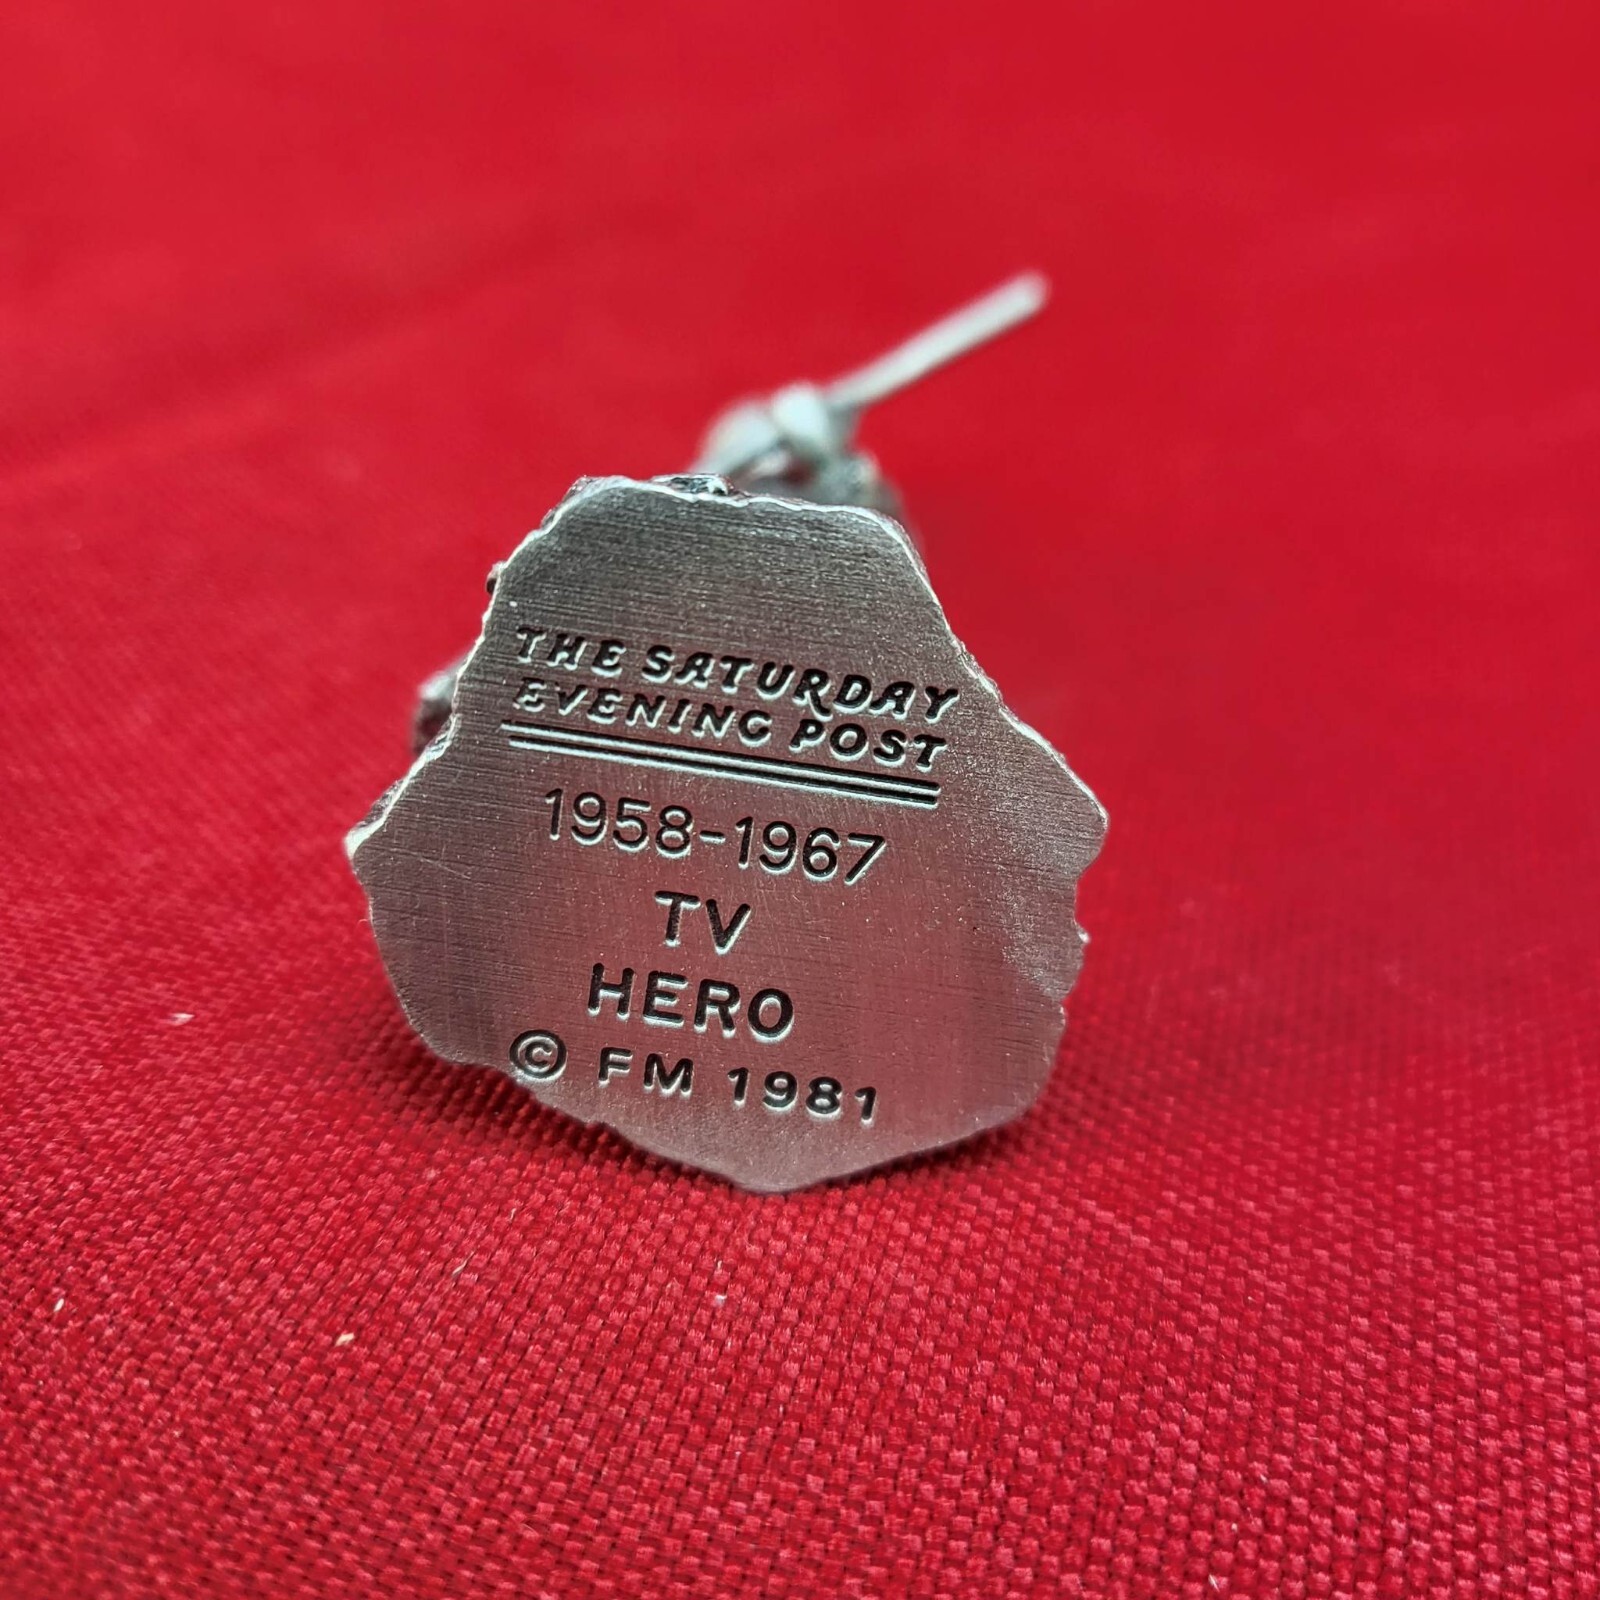 THE SATURDAY
EVENING POST
1958-1967
TV
HERO
© FM 1981